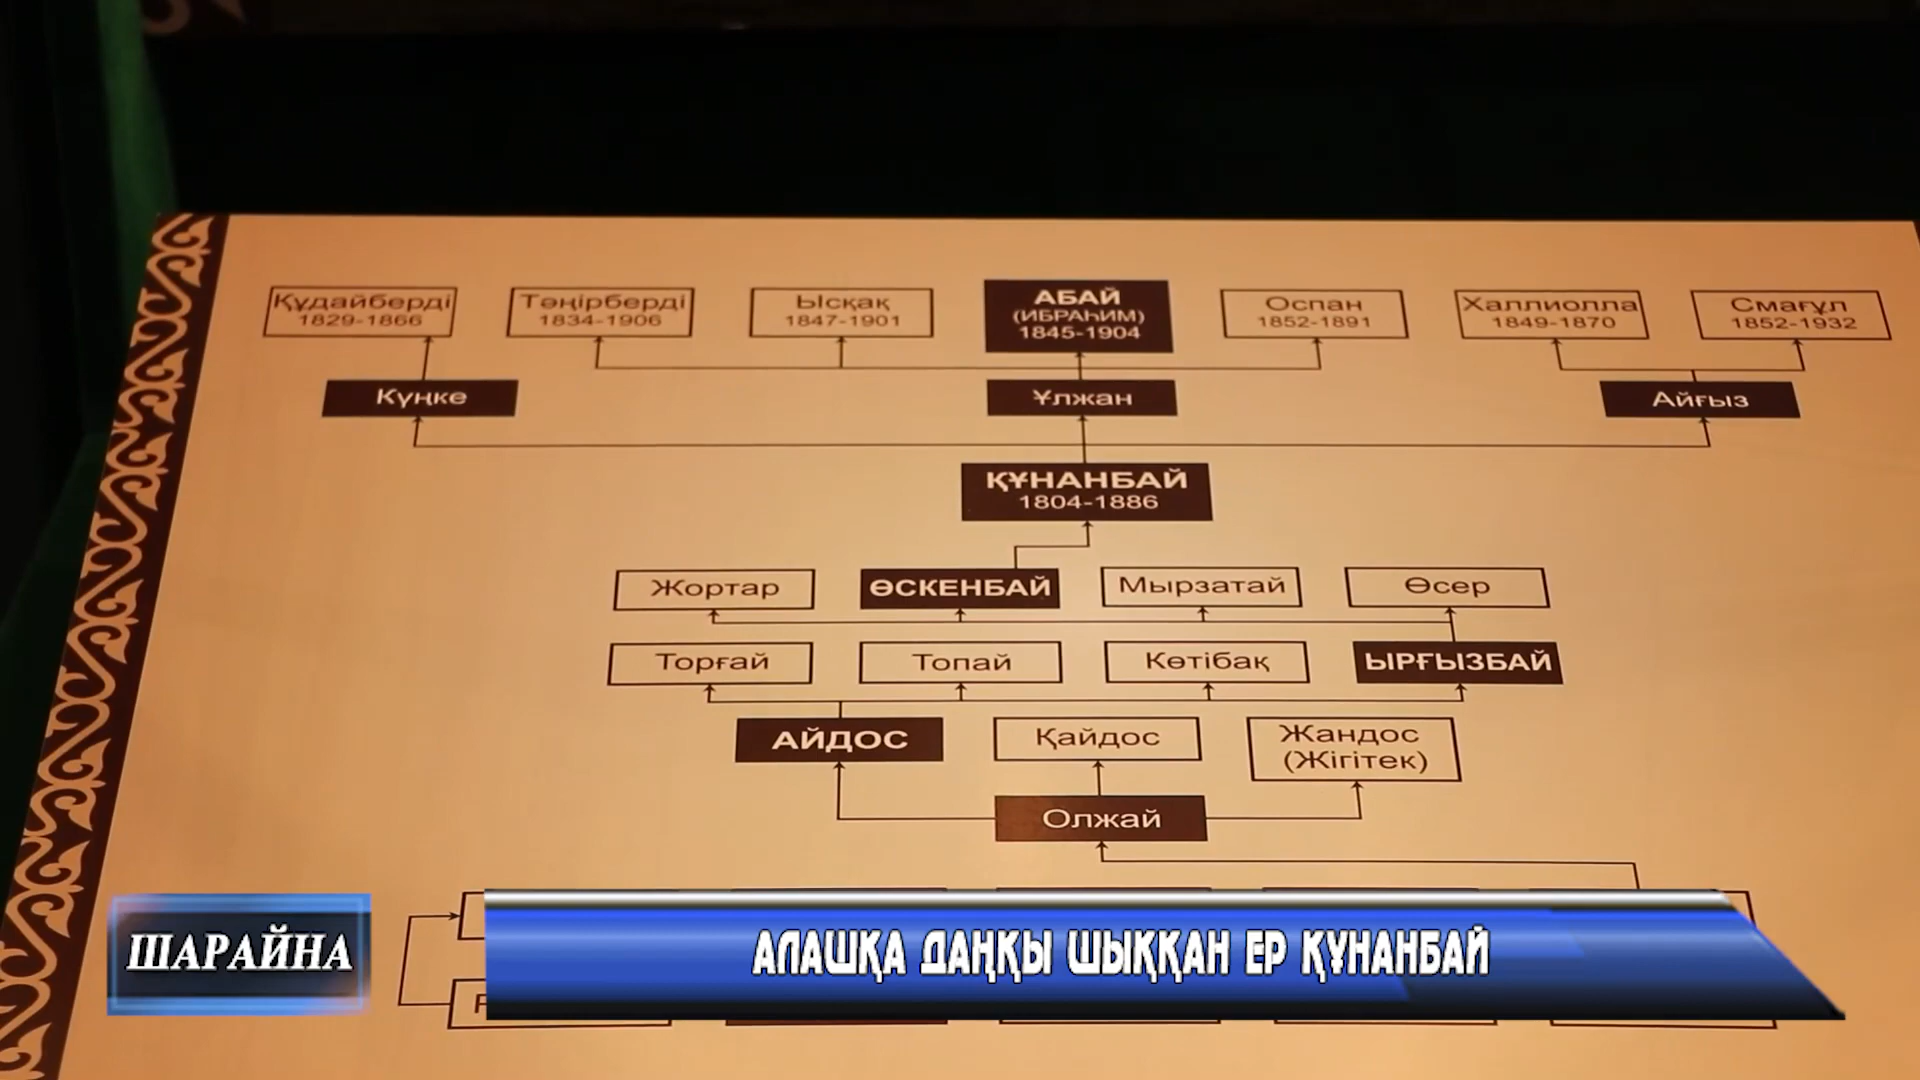 Құдайберді
1829-1866
Тәңірберді
1834-1906
Ысқақ
1847-1901
АБАЙ
(ИБРАҺИМ)
1845-1904
Оспан
1852-1891
Халлиолла
1849-1870
Смағұл
1852-1932
Күңке
Ұлжан
Айғыз
ҚҰНАНБАЙ
1804-1886
Жортар
ӨСКЕНБАЙ
Мырзатай
Өсер
Торғай
Топай
Көтібақ
ЫРҒЫЗБАЙ
АЙДОС
Қайдос
Жандос
(Жігітек)
Олжай
ШАРАЙНА
АЛАШҚА ДАҢҚЫ ШЫҚҚАН ЕР ҚҰНАНБАЙ